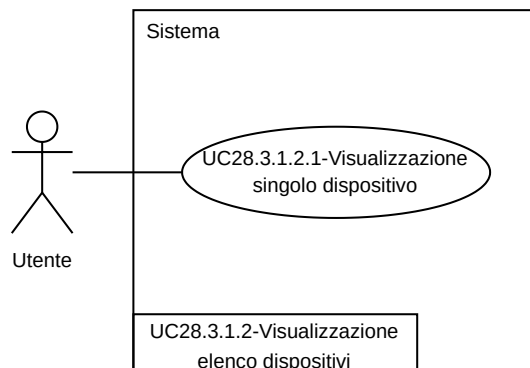 Sistema
UC28.3.1.2.1-Visualizzazione
singolo dispositivo
Utente
UC28.3.1.2-Visualizzazione
elenco dispositivi